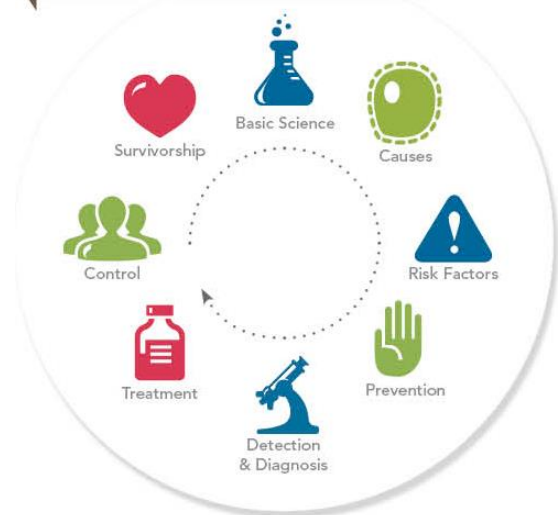 Basic Science
Causes
Risk Factors
Prevention
Detection
& Diagnosis
Treatment
Control
Survivorship